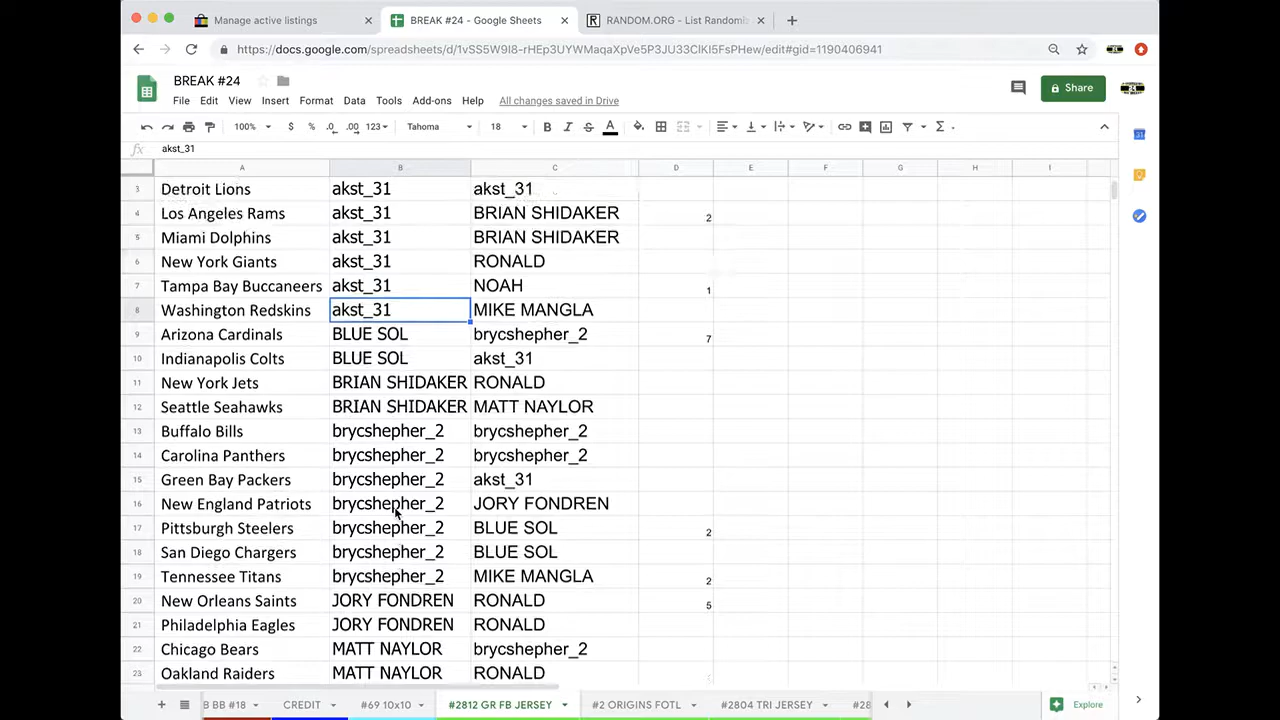 Manage active listings
BREAK #24 - Google Sheets
RANDOM.ORG - List Randomiz
https://docs.google.com/spreadsheets/d/1vSS5W9I8-rHEp3UYWMaqaXpVe5P3JU33ClKI5FsPHew/edit#gid=1190406941
BREAK #24
File Edit View Insert Format Data Tools Add-ons Help All changes saved in Drive
Share
100% $ % .0 .00 123 Tahoma 18 B I S A
fx akst_31
A B C D E F G H I
3 Detroit Lions akst_31 akst_31
4 Los Angeles Rams akst_31 BRIAN SHIDAKER 2
5 Miami Dolphins akst_31 BRIAN SHIDAKER
6 New York Giants akst_31 RONALD
7 Tampa Bay Buccaneers akst_31 NOAH 1
8 Washington Redskins akst_31 MIKE MANGLA
9 Arizona Cardinals BLUE SOL brycshepher_2 7
10 Indianapolis Colts BLUE SOL akst_31
11 New York Jets BRIAN SHIDAKER RONALD
12 Seattle Seahawks BRIAN SHIDAKER MATT NAYLOR
13 Buffalo Bills brycshepher_2 brycshepher_2
14 Carolina Panthers brycshepher_2 brycshepher_2
15 Green Bay Packers brycshepher_2 akst_31
16 New England Patriots brycshepher_2 JORY FONDREN
17 Pittsburgh Steelers brycshepher_2 BLUE SOL 2
18 San Diego Chargers brycshepher_2 BLUE SOL
19 Tennessee Titans brycshepher_2 MIKE MANGLA 2
20 New Orleans Saints JORY FONDREN RONALD 5
21 Philadelphia Eagles JORY FONDREN RONALD
22 Chicago Bears MATT NAYLOR brycshepher_2
23 Oakland Raiders MATT NAYLOR RONALD
B BB #18 CREDIT #69 10x10 #2812 GR FB JERSEY #2 ORIGINS FOTL #2804 TRI JERSEY #28 Explore